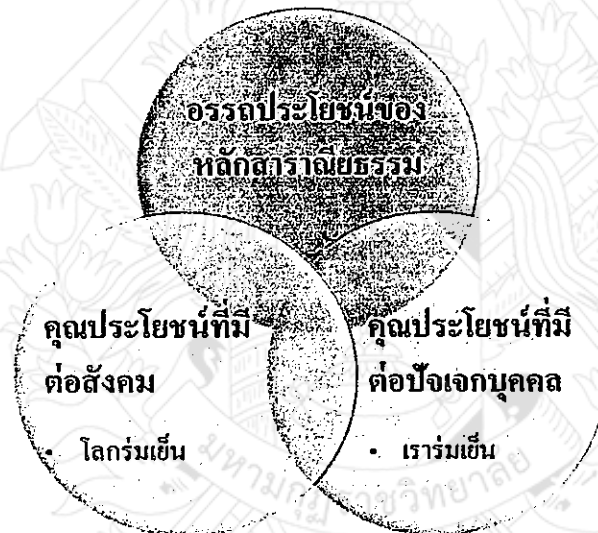 อรรถประโยชน์ของ
หลักสาราณียธรรม
คุณประโยชน์ที่มี
ต่อสังคม
• โลกร่มเย็น
คุณประโยชน์ที่มี
ต่อปัจเจกบุคคล
• เราร่มเย็น